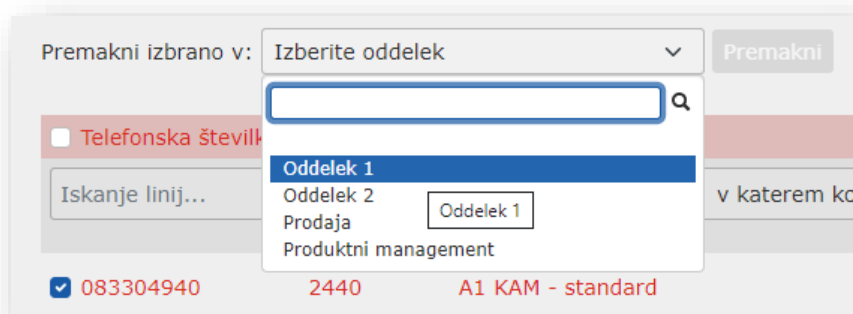 Premakni izbrano v: Izberite oddelek Premakni
Telefonska številk
Oddelek 1
Iskanje linij... Oddelek 2 v katerem ko
Oddelek 1
Prodaja
Produktni management
083304940 2440 A1 KAM - standard